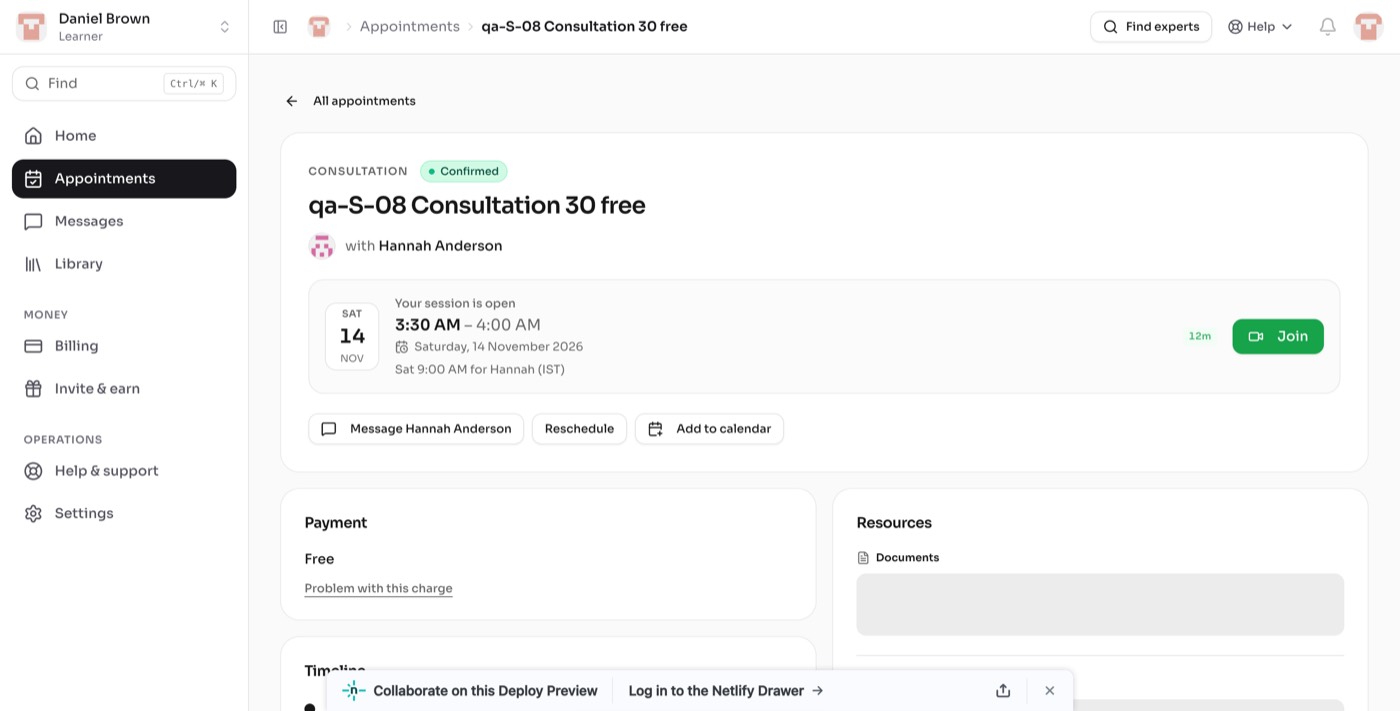 Daniel Brown
Learner
Find
Ctrl/⌘ K
Home
Appointments
Messages
Library
MONEY
Billing
Invite & earn
OPERATIONS
Help & support
Settings
Appointments
qa-S-08 Consultation 30 free
Find experts
Help
All appointments
CONSULTATION
Confirmed
qa-S-08 Consultation 30 free
with Hannah Anderson
SAT
14
NOV
Your session is open
3:30 AM – 4:00 AM
Saturday, 14 November 2026
Sat 9:00 AM for Hannah (IST)
12m
Join
Message Hannah Anderson
Reschedule
Add to calendar
Payment
Free
Problem with this charge
Timeline
Resources
Documents
Collaborate on this Deploy Preview
Log in to the Netlify Drawer →